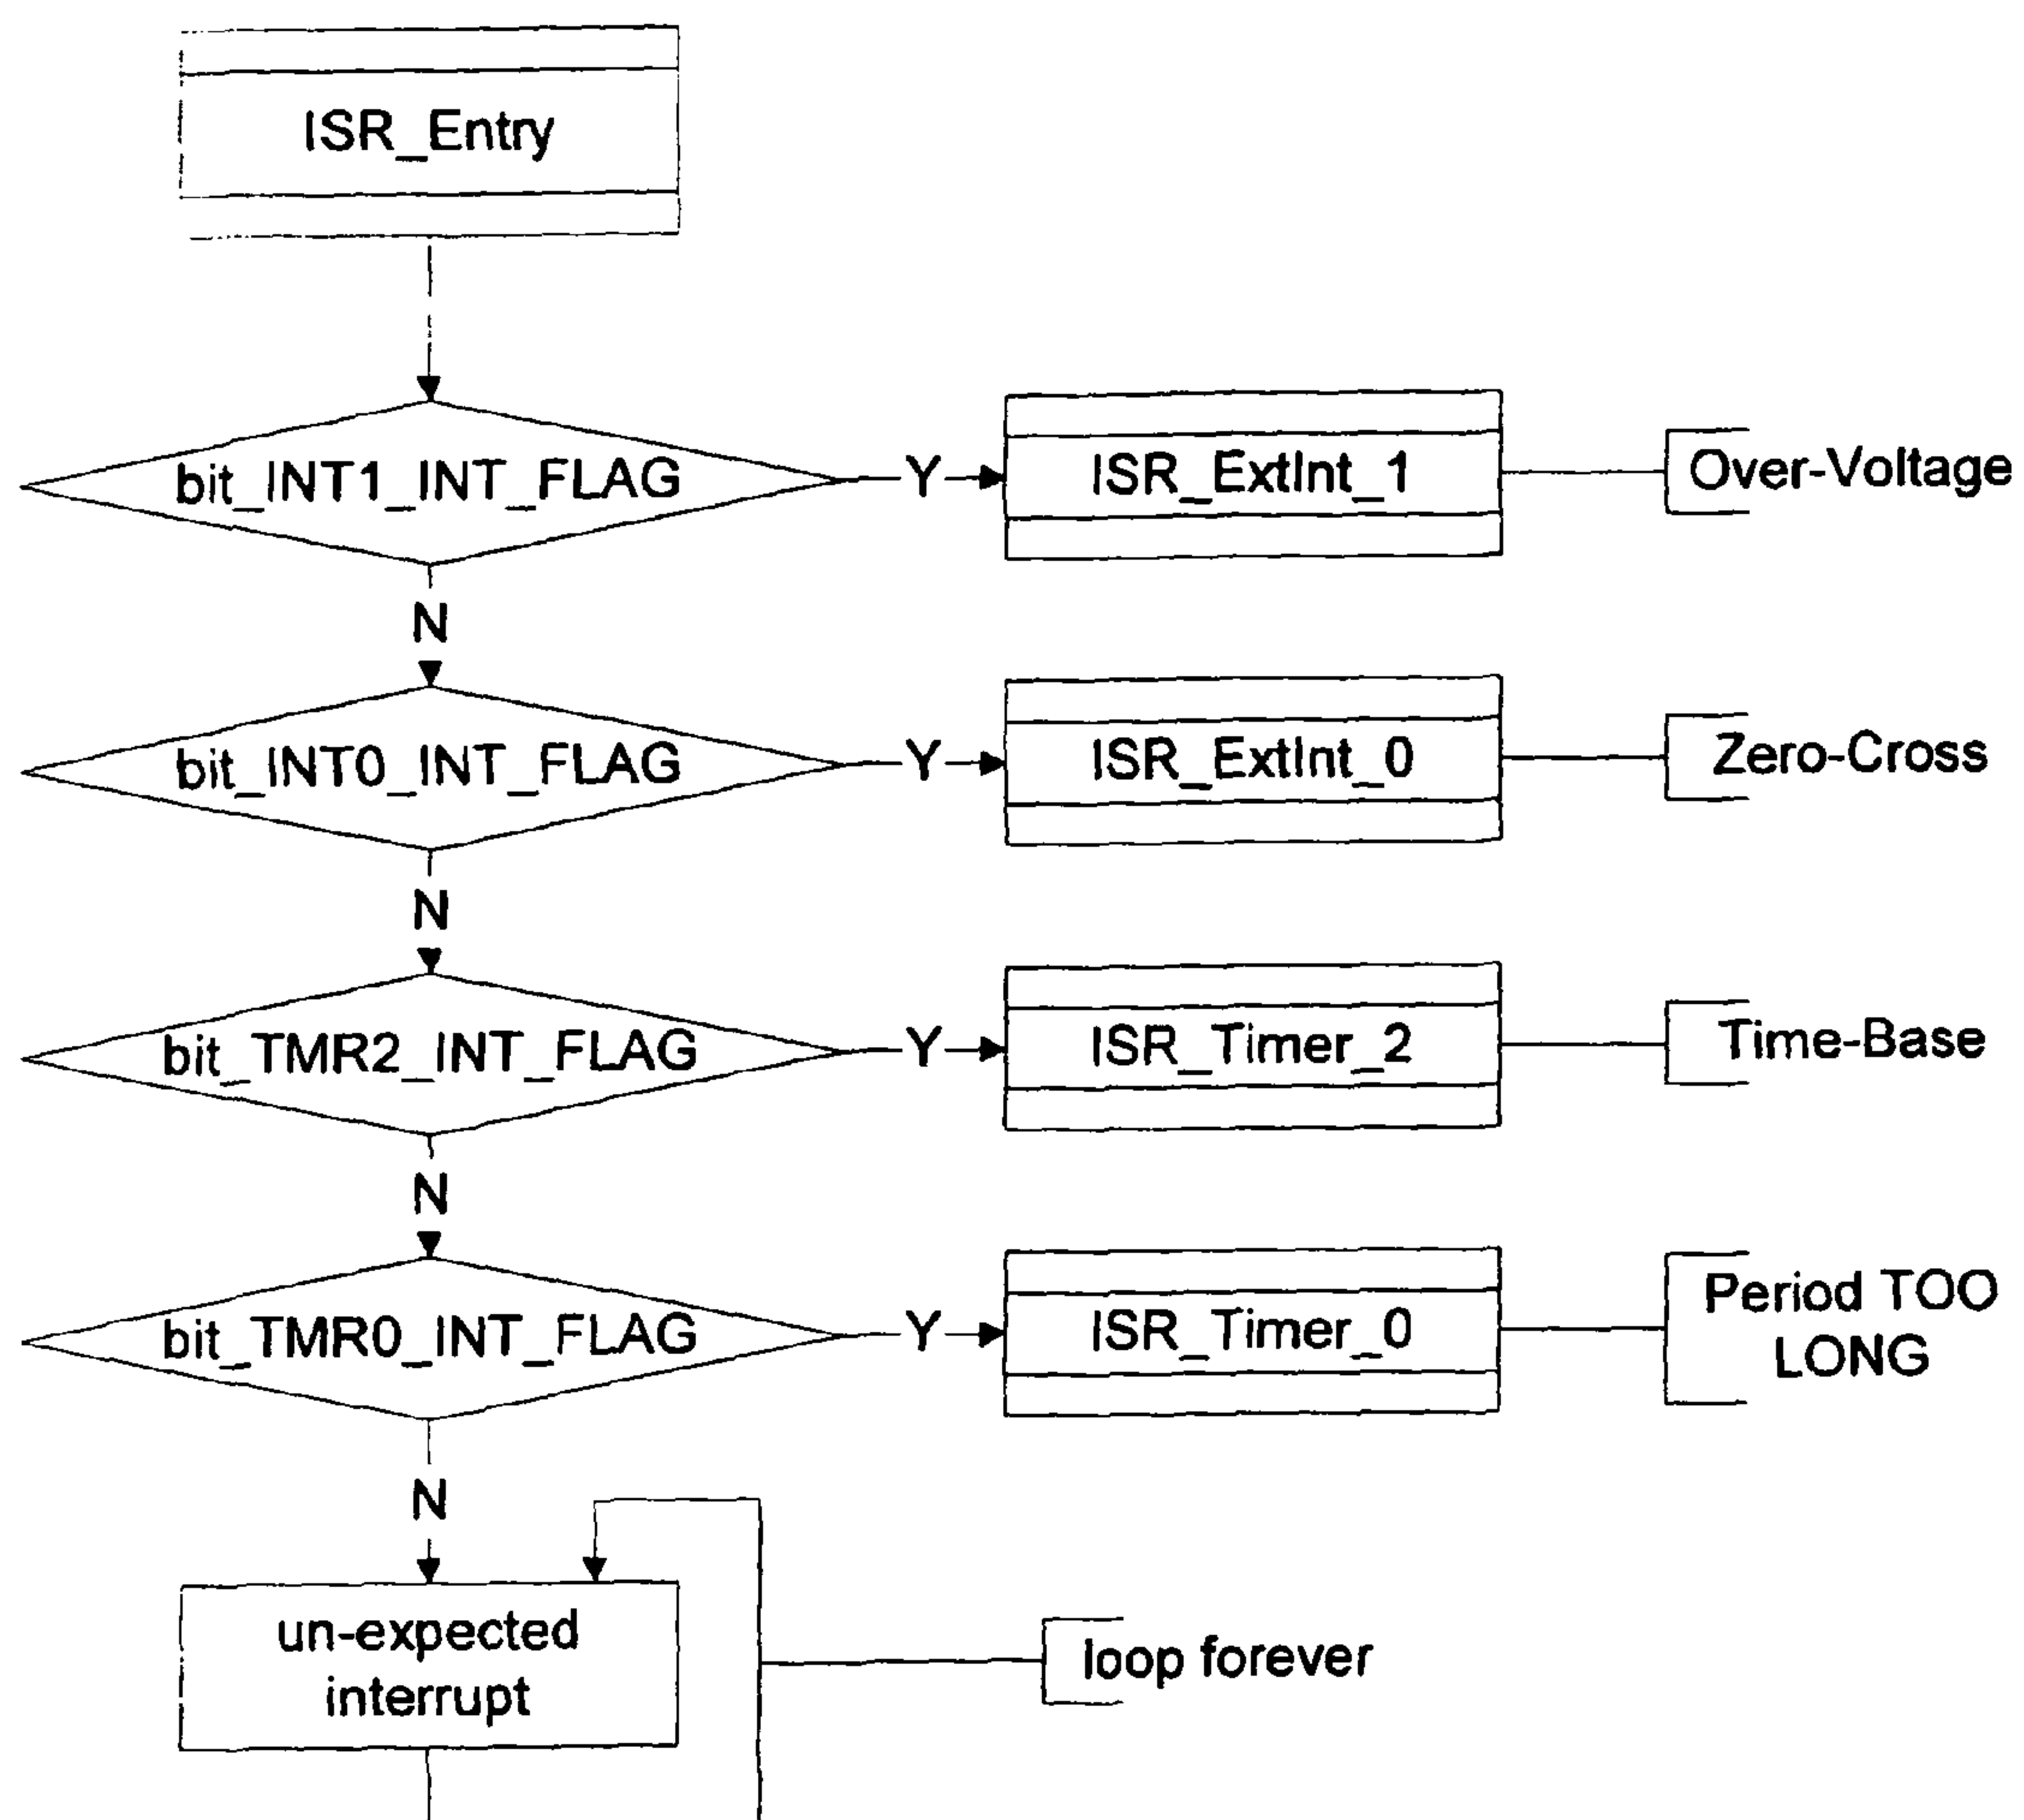 ISR_Entry
bit_INT1_INT_FLAG
Y
ISR_ExtInt_1
Over-Voltage
N
bit_INT0_INT_FLAG
Y
ISR_ExtInt_0
Zero-Cross
N
bit_TMR2_INT_FLAG
Y
ISR_Timer_2
Time-Base
N
bit_TMR0_INT_FLAG
Y
ISR_Timer_0
Period TOO
LONG
N
un-expected
interrupt
loop forever